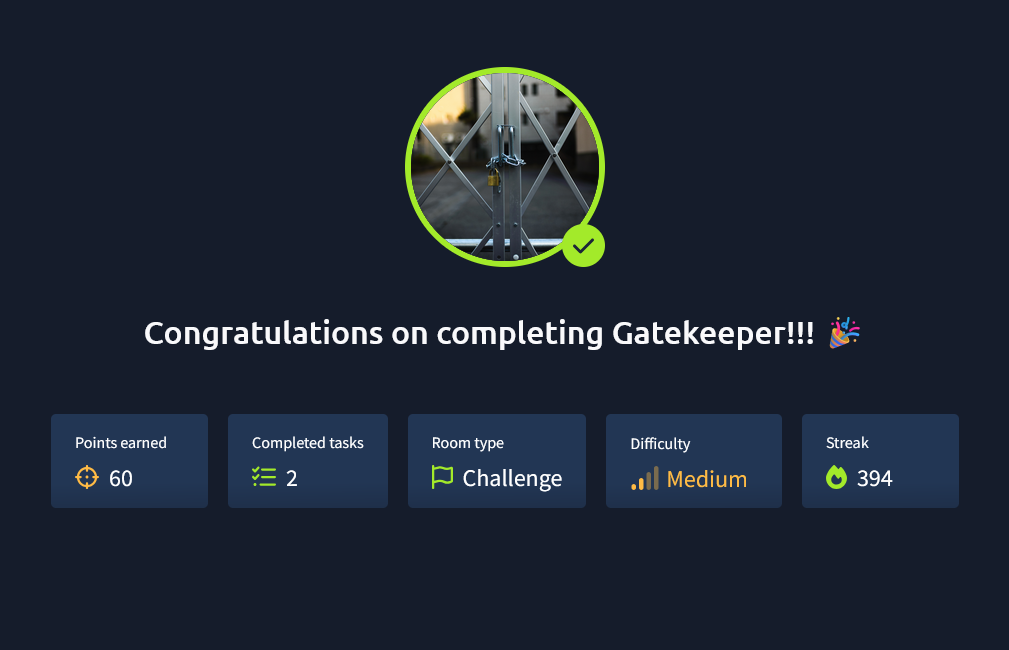 Congratulations on completing Gatekeeper!!! 🎉
Points earned
60
Completed tasks
2
Room type
Challenge
Difficulty
Medium
Streak
394